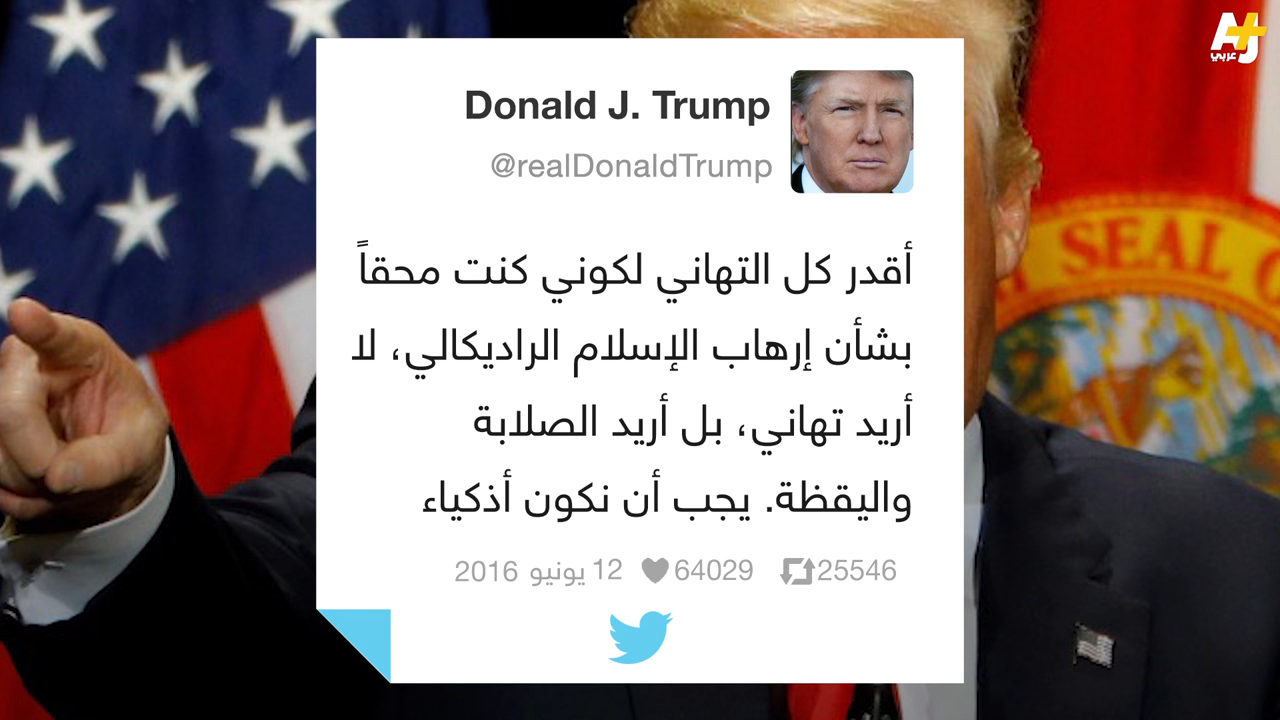 AJ+
عربي
Donald J. Trump
@realDonaldTrump
أقدر كل التهاني لكوني كنت محقاً
بشأن إرهاب الإسلام الراديكالي، لا
أريد تهاني، بل أريد الصلابة
واليقظة. يجب أن نكون أذكياء
25546 64029 12 يونيو 2016
SEAL O